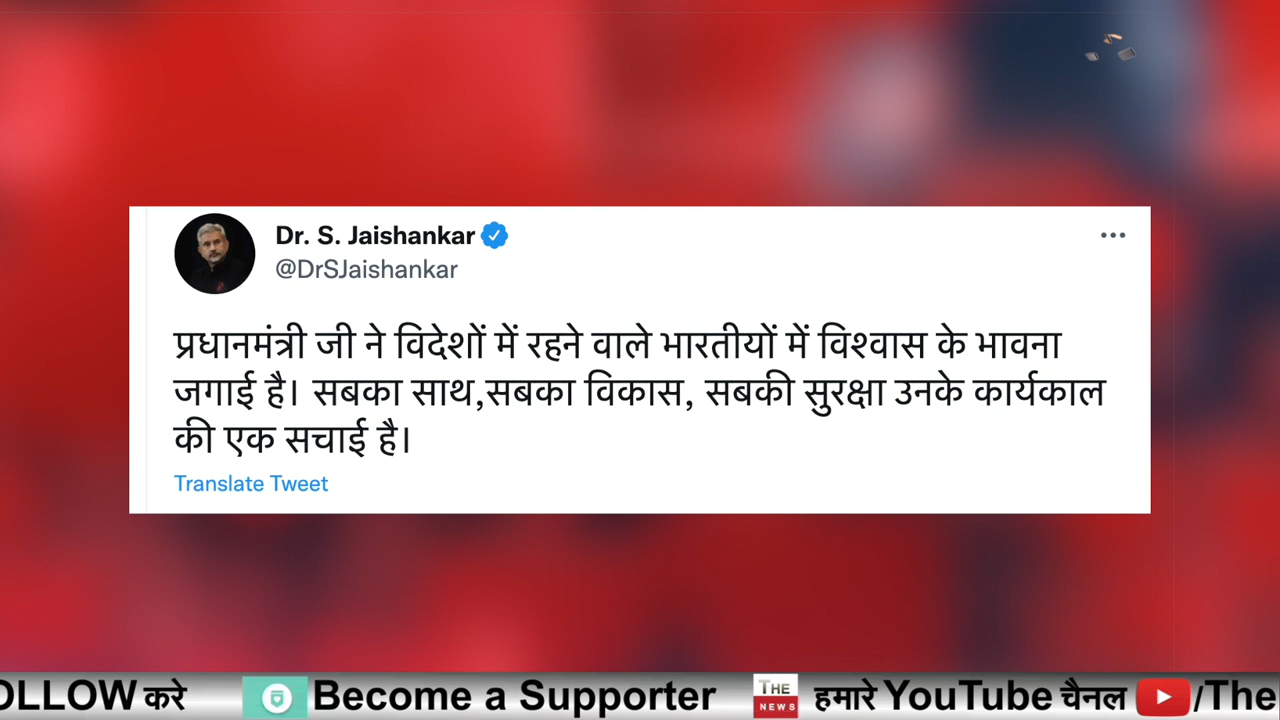 Dr. S. Jaishankar
@DrSJaishankar
प्रधानमंत्री जी ने विदेशों में रहने वाले भारतीयों में विश्वास के भावना
जगाई है। सबका साथ,सबका विकास, सबकी सुरक्षा उनके कार्यकाल
की एक सचाई है।
Translate Tweet
OLLOW करे Become a Supporter THE NEWS हमारे YouTube चैनल /The